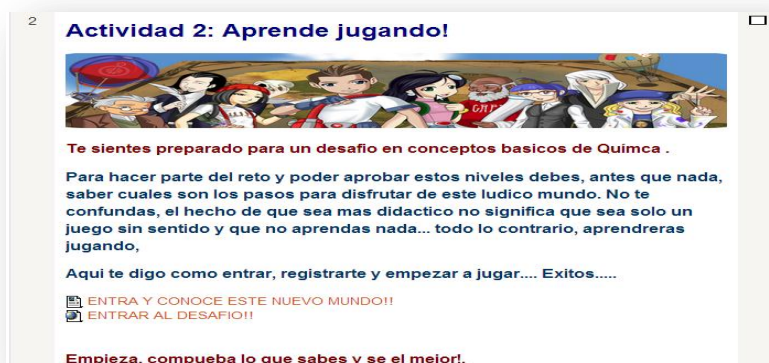 2
Actividad 2: Aprende jugando!
Te sientes preparado para un desafio en conceptos basicos de Químca .
Para hacer parte del reto y poder aprobar estos niveles debes, antes que nada,
saber cuales son los pasos para disfrutar de este ludico mundo. No te
confundas, el hecho de que sea mas didactico no significa que sea solo un
juego sin sentido y que no aprendas nada... todo lo contrario, aprendreras
jugando,
Aqui te digo como entrar, registrarte y empezar a jugar.... Exitos.....
ENTRA Y CONOCE ESTE NUEVO MUNDO!!
ENTRAR AL DESAFIO!!
Empieza, compueba lo que sabes y se el mejor!.